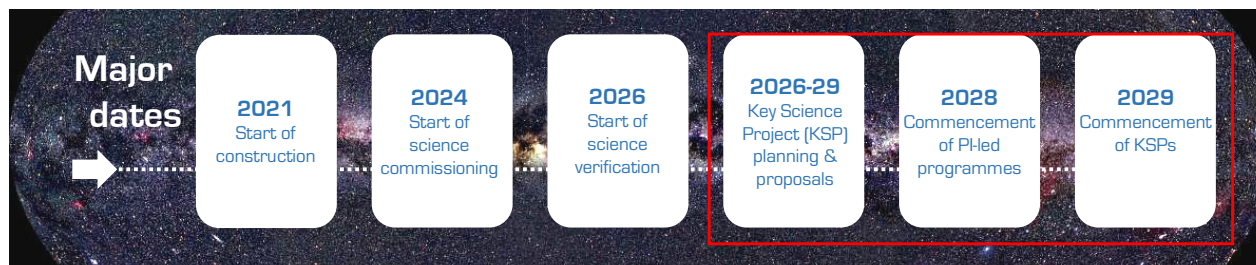 Major
dates
2021
Start of
construction
2024
Start of
science
commissioning
2026
Start of
science
verification
2026-29
Key Science
Project (KSP)
planning &
proposals
2028
Commencement
of PI-led
programmes
2029
Commencement
of KSPs